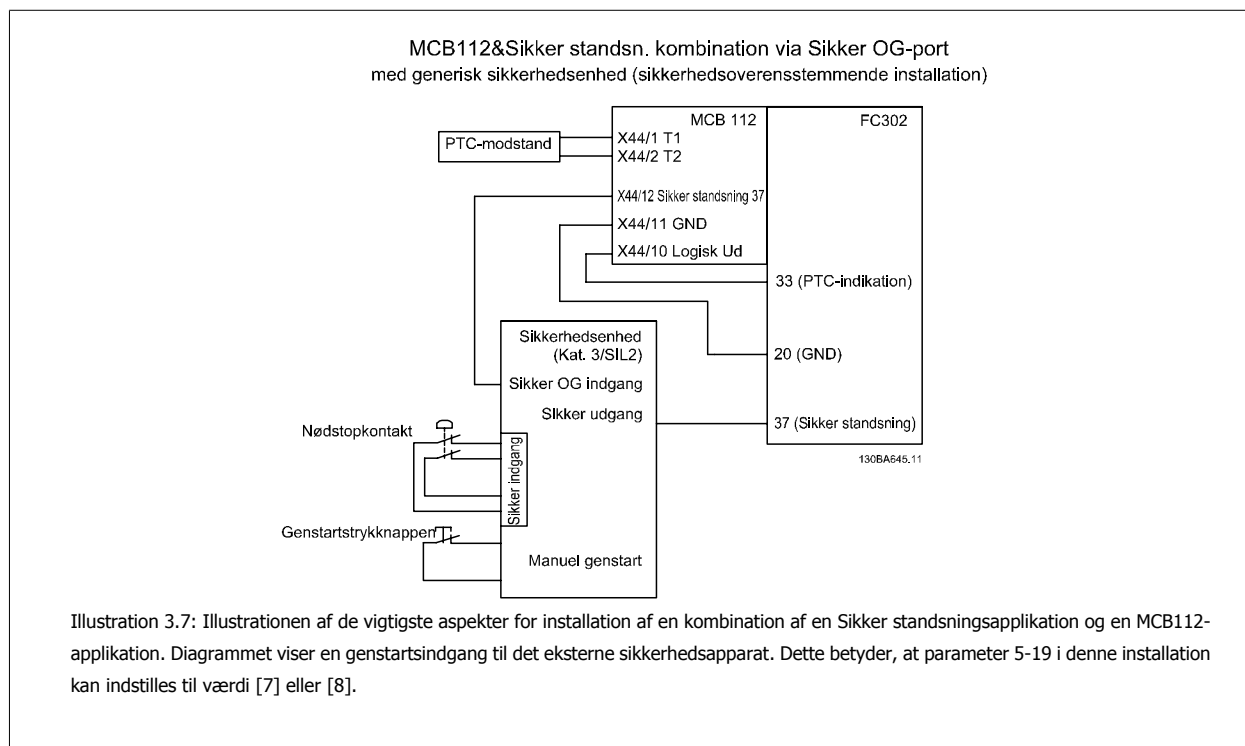 MCB112&Sikker standsn. kombination via Sikker OG-port
med generisk sikkerhedsenhed (sikkerhedsoverensstemmende installation)
MCB 112
FC302
PTC-modstand
X44/1 T1
X44/2 T2
X44/12 Sikker standsning 37
X44/11 GND
X44/10 Logisk Ud
33 (PTC-indikation)
Sikkerhedsenhed
(Kat. 3/SIL2)
20 (GND)
Sikker OG indgang
SIkker udgang
37 (Sikker standsning)
Nødstopkontakt
130BA645.11
Sikker indgang
Genstartstrykknappen
Manuel genstart
Illustration 3.7: Illustrationen af de vigtigste aspekter for installation af en kombination af en Sikker standsningsapplikation og en MCB112-
applikation. Diagrammet viser en genstartsindgang til det eksterne sikkerhedsapparat. Dette betyder, at parameter 5-19 i denne installation
kan indstilles til værdi [7] eller [8].